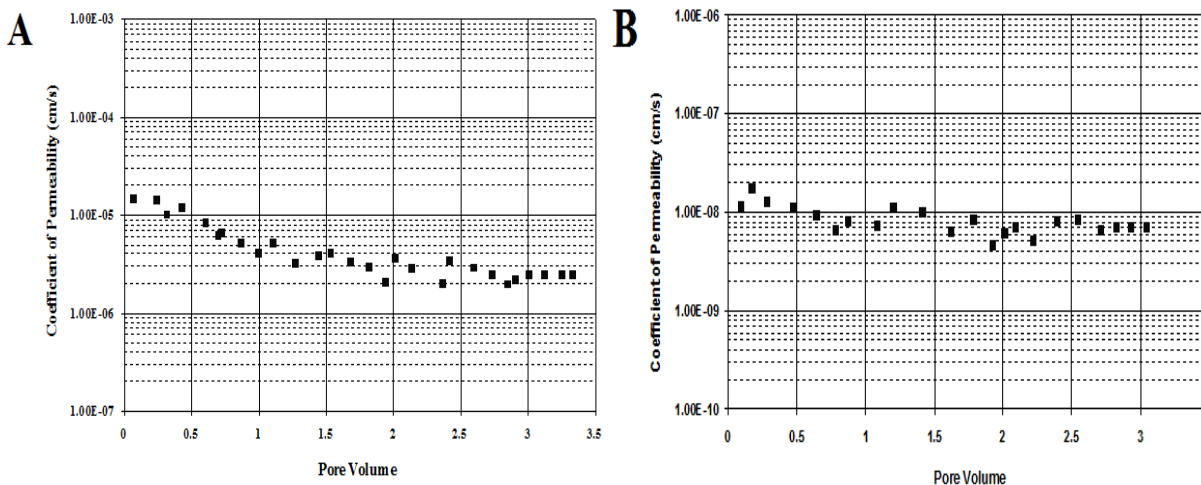 A
1.00E-03
1.00E-04
1.00E-05
1.00E-06
1.00E-07
Coefficient of Permeability (cm/s)
0 0.5 1 1.5 2 2.5 3 3.5
Pore Volume
B
1.00E-06
1.00E-07
1.00E-08
1.00E-09
1.00E-10
Coefficient of Permeability (cm/s)
0 0.5 1 1.5 2 2.5 3
Pore Volume